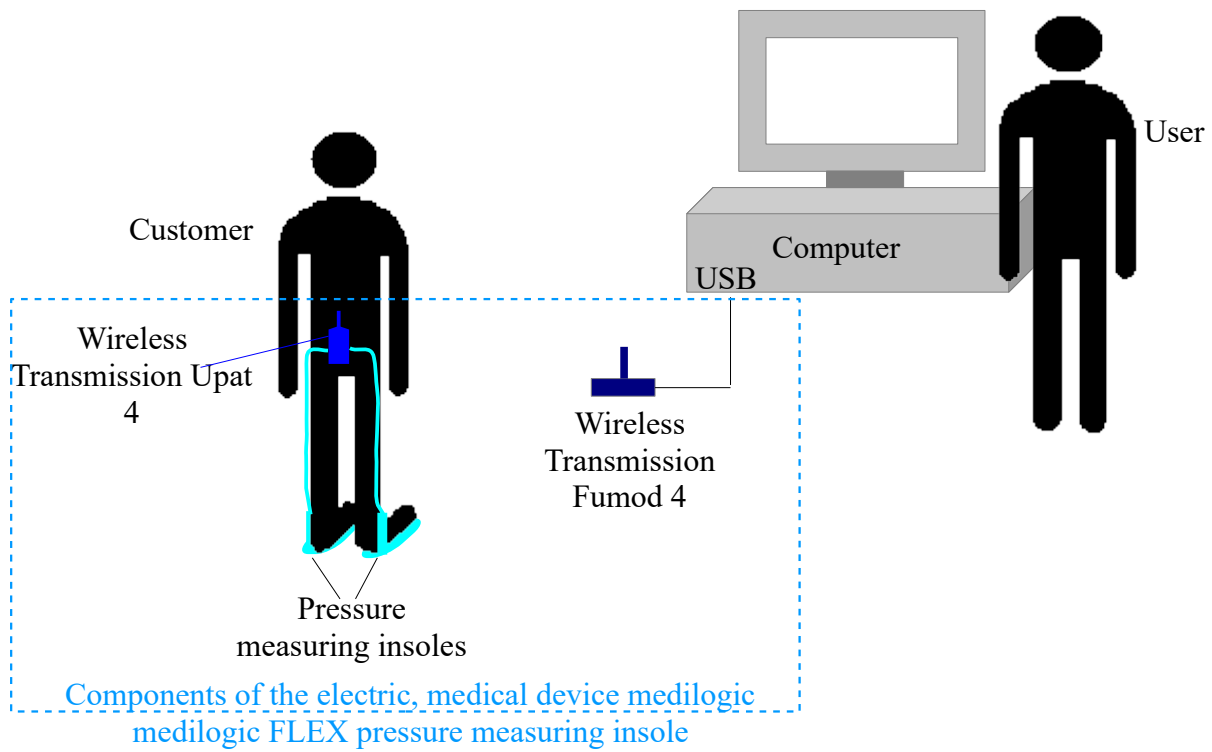 User
Customer
Computer
USB
Wireless
Transmission Upat
4
Wireless
Transmission
Fumod 4
Pressure
measuring insoles
Components of the electric, medical device medilogic
medilogic FLEX pressure measuring insole